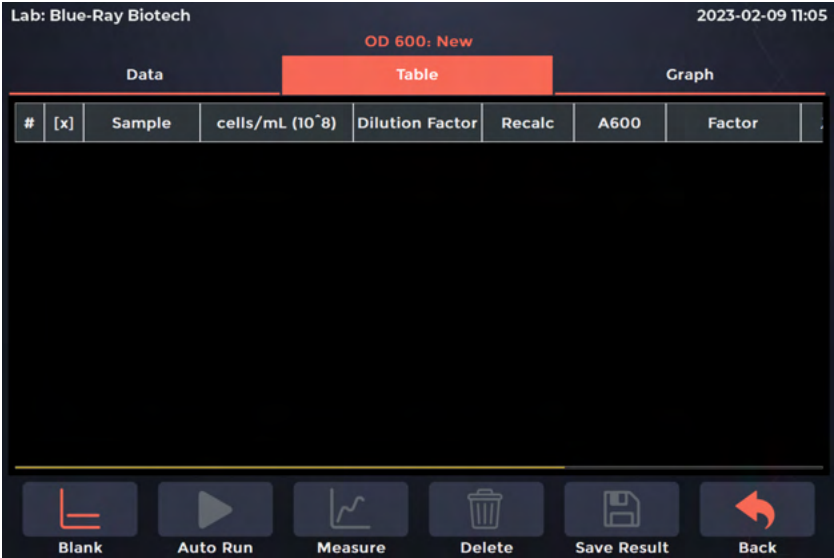 Lab: Blue-Ray Biotech 2023-02-09 11:05
OD 600: New
Data Table Graph
# [x] Sample cells/mL (10^8) Dilution Factor Recalc A600 Factor
Blank Auto Run Measure Delete Save Result Back